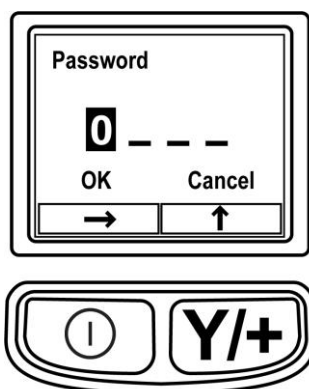 Password
0 _ _ _
OK Cancel
→ ↑
Y/+